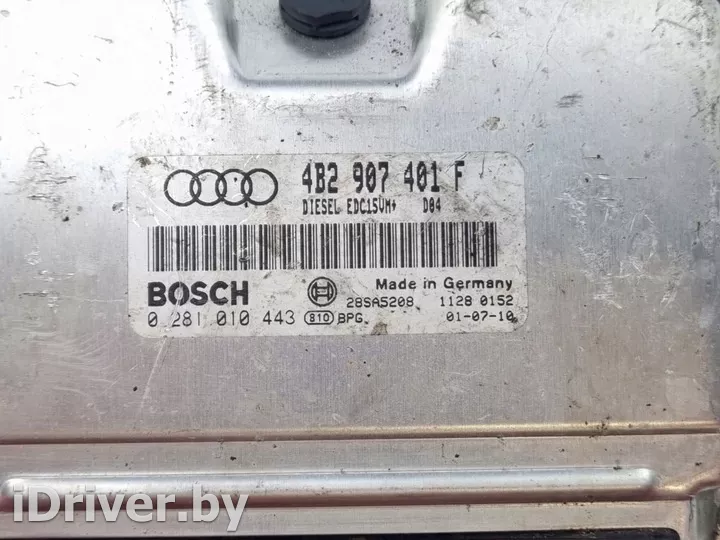 4B2 907 401 F
DIESEL EDC15VM+ D04
BOSCH
Made in Germany
28SA5208 1128 0152
0 281 010 443 810 BPG. 01-07-10
iDriver.by